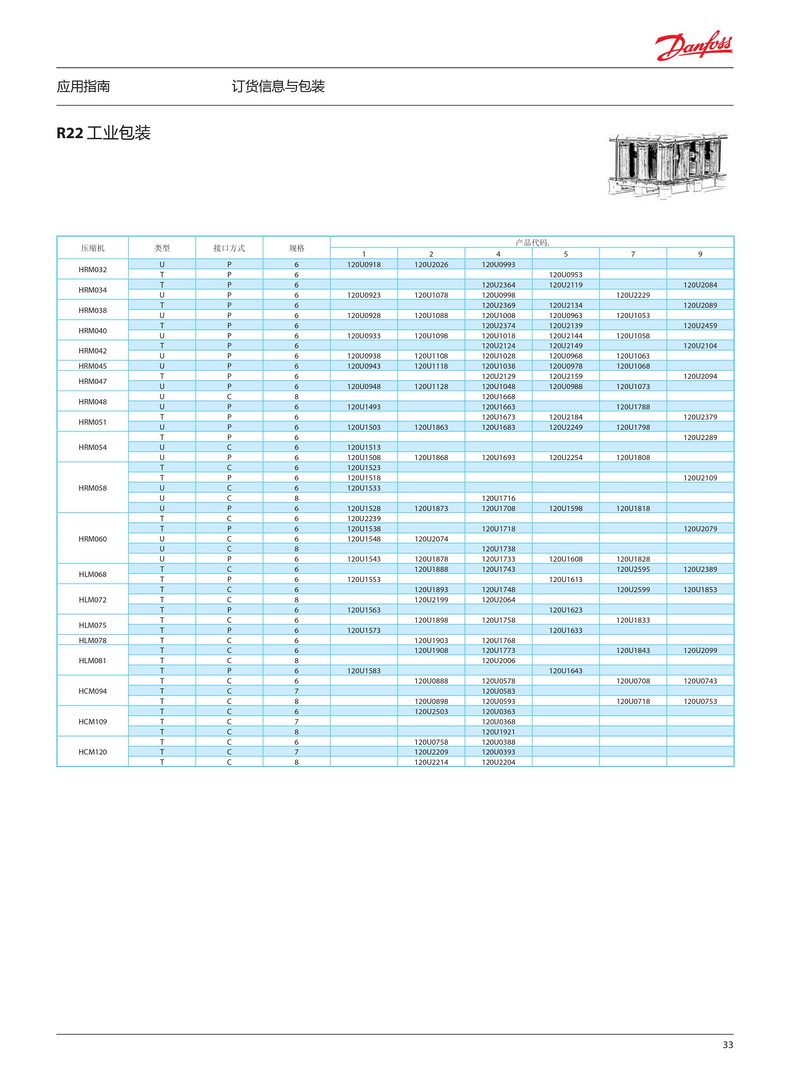 Danfoss
应用指南 订货信息与包装
R22 工业包装
压缩机 类型 接口方式 规格 产品代码.
1 2 4 5 7 9
HRM032 U P 6 120U0918 120U2026 120U0993
T P 6 120U0953
HRM034 T P 6 120U2364 120U2119 120U2084
U P 6 120U0923 120U1078 120U0998 120U2229
HRM038 T P 6 120U2369 120U2134 120U2089
U P 6 120U0928 120U1088 120U1008 120U0963 120U1053
HRM040 T P 6 120U2374 120U2139 120U2459
U P 6 120U0933 120U1098 120U1018 120U2144 120U1058
HRM042 T P 6 120U2124 120U2149 120U2104
U P 6 120U0938 120U1108 120U1028 120U0968 120U1063
HRM045 U P 6 120U0943 120U1118 120U1038 120U0978 120U1068
HRM047 T P 6 120U2129 120U2159 120U2094
U P 6 120U0948 120U1128 120U1048 120U0988 120U1073
HRM048 U C 8 120U1668
U P 6 120U1493 120U1663 120U1788
HRM051 T P 6 120U1673 120U2184 120U2379
U P 6 120U1503 120U1863 120U1683 120U2249 120U1798
HRM054 T P 6 120U2289
U C 6 120U1513
U P 6 120U1508 120U1868 120U1693 120U2254 120U1808
HRM058 T C 6 120U1523
T P 6 120U1518 120U2109
U C 6 120U1533
U C 8 120U1716
U P 6 120U1528 120U1873 120U1708 120U1598 120U1818
HRM060 T C 6 120U2239
T P 6 120U1538 120U1718 120U2079
U C 6 120U1548 120U2074
U C 8 120U1738
U P 6 120U1543 120U1878 120U1733 120U1608 120U1828
HLM068 T C 6 120U1888 120U1743 120U2595 120U2389
T P 6 120U1553 120U1613
HLM072 T C 6 120U1893 120U1748 120U2599 120U1853
T C 8 120U2199 120U2064
T P 6 120U1563 120U1623
HLM075 T C 6 120U1898 120U1758 120U1833
T P 6 120U1573 120U1633
HLM078 T C 6 120U1903 120U1768
HLM081 T C 6 120U1908 120U1773 120U1843 120U2099
T C 8 120U2006
T P 6 120U1583 120U1643
HCM094 T C 6 120U0888 120U0578 120U0708 120U0743
T C 7 120U0583
T C 8 120U0898 120U0593 120U0718 120U0753
HCM109 T C 6 120U2503 120U0363
T C 7 120U0368
T C 8 120U1921
HCM120 T C 6 120U0758 120U0388
T C 7 120U2209 120U0393
T C 8 120U2214 120U2204
33